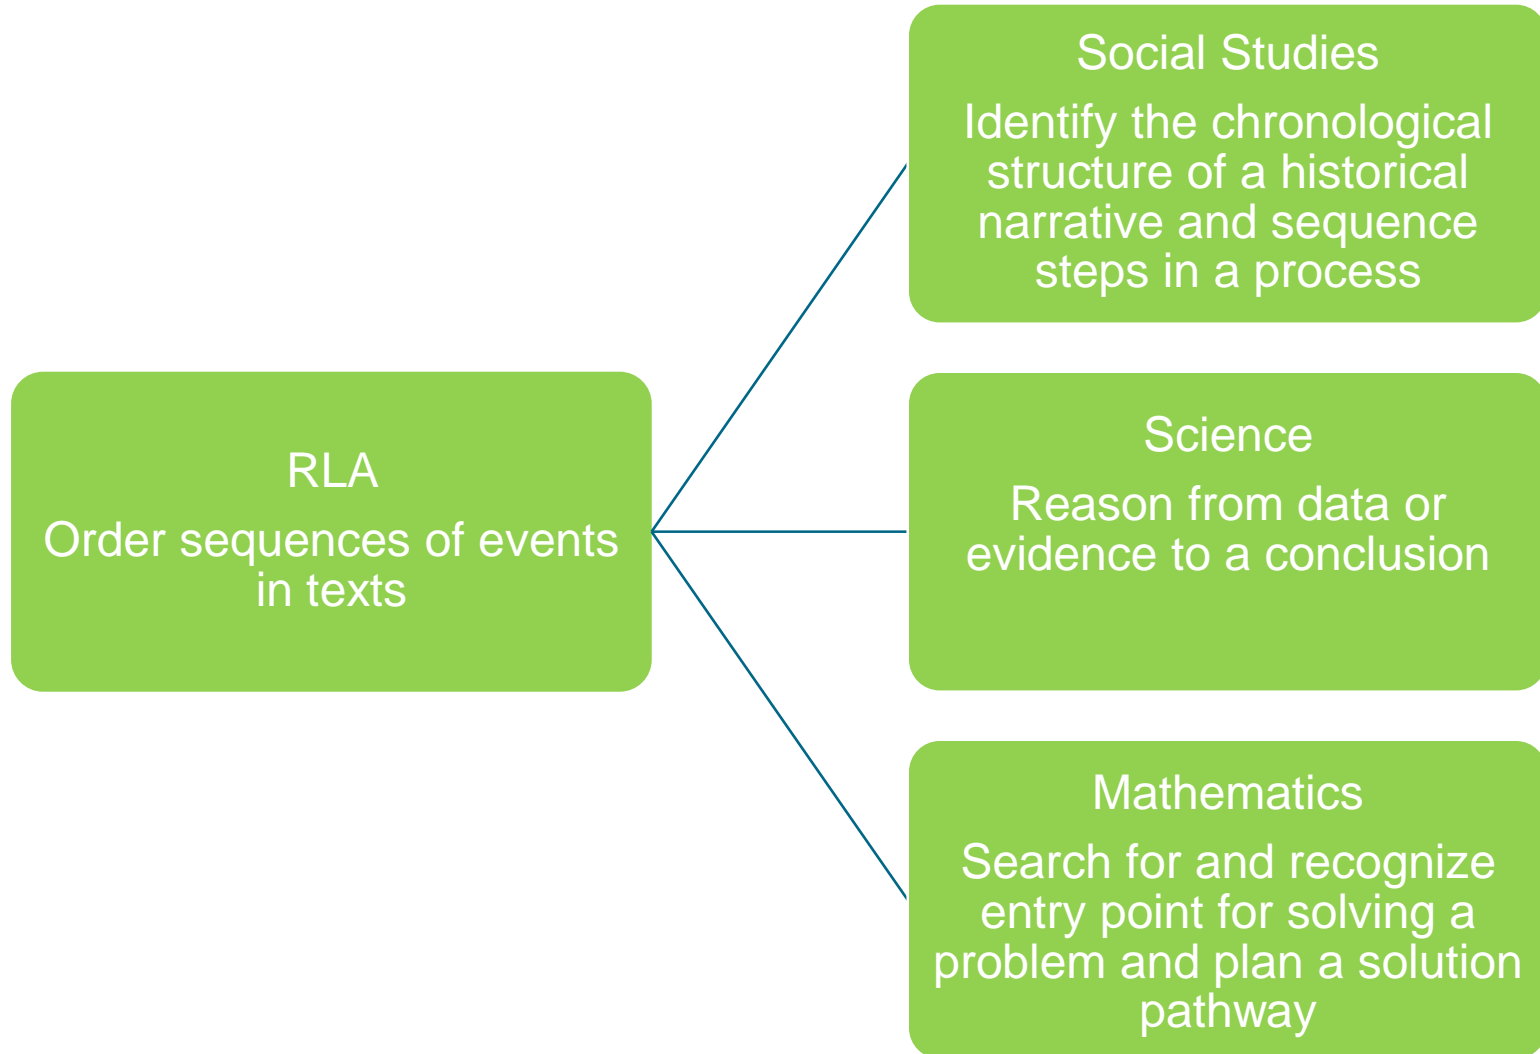 RLA
Order sequences of events
in texts
Social Studies
Identify the chronological
structure of a historical
narrative and sequence
steps in a process
Science
Reason from data or
evidence to a conclusion
Mathematics
Search for and recognize
entry point for solving a
problem and plan a solution
pathway